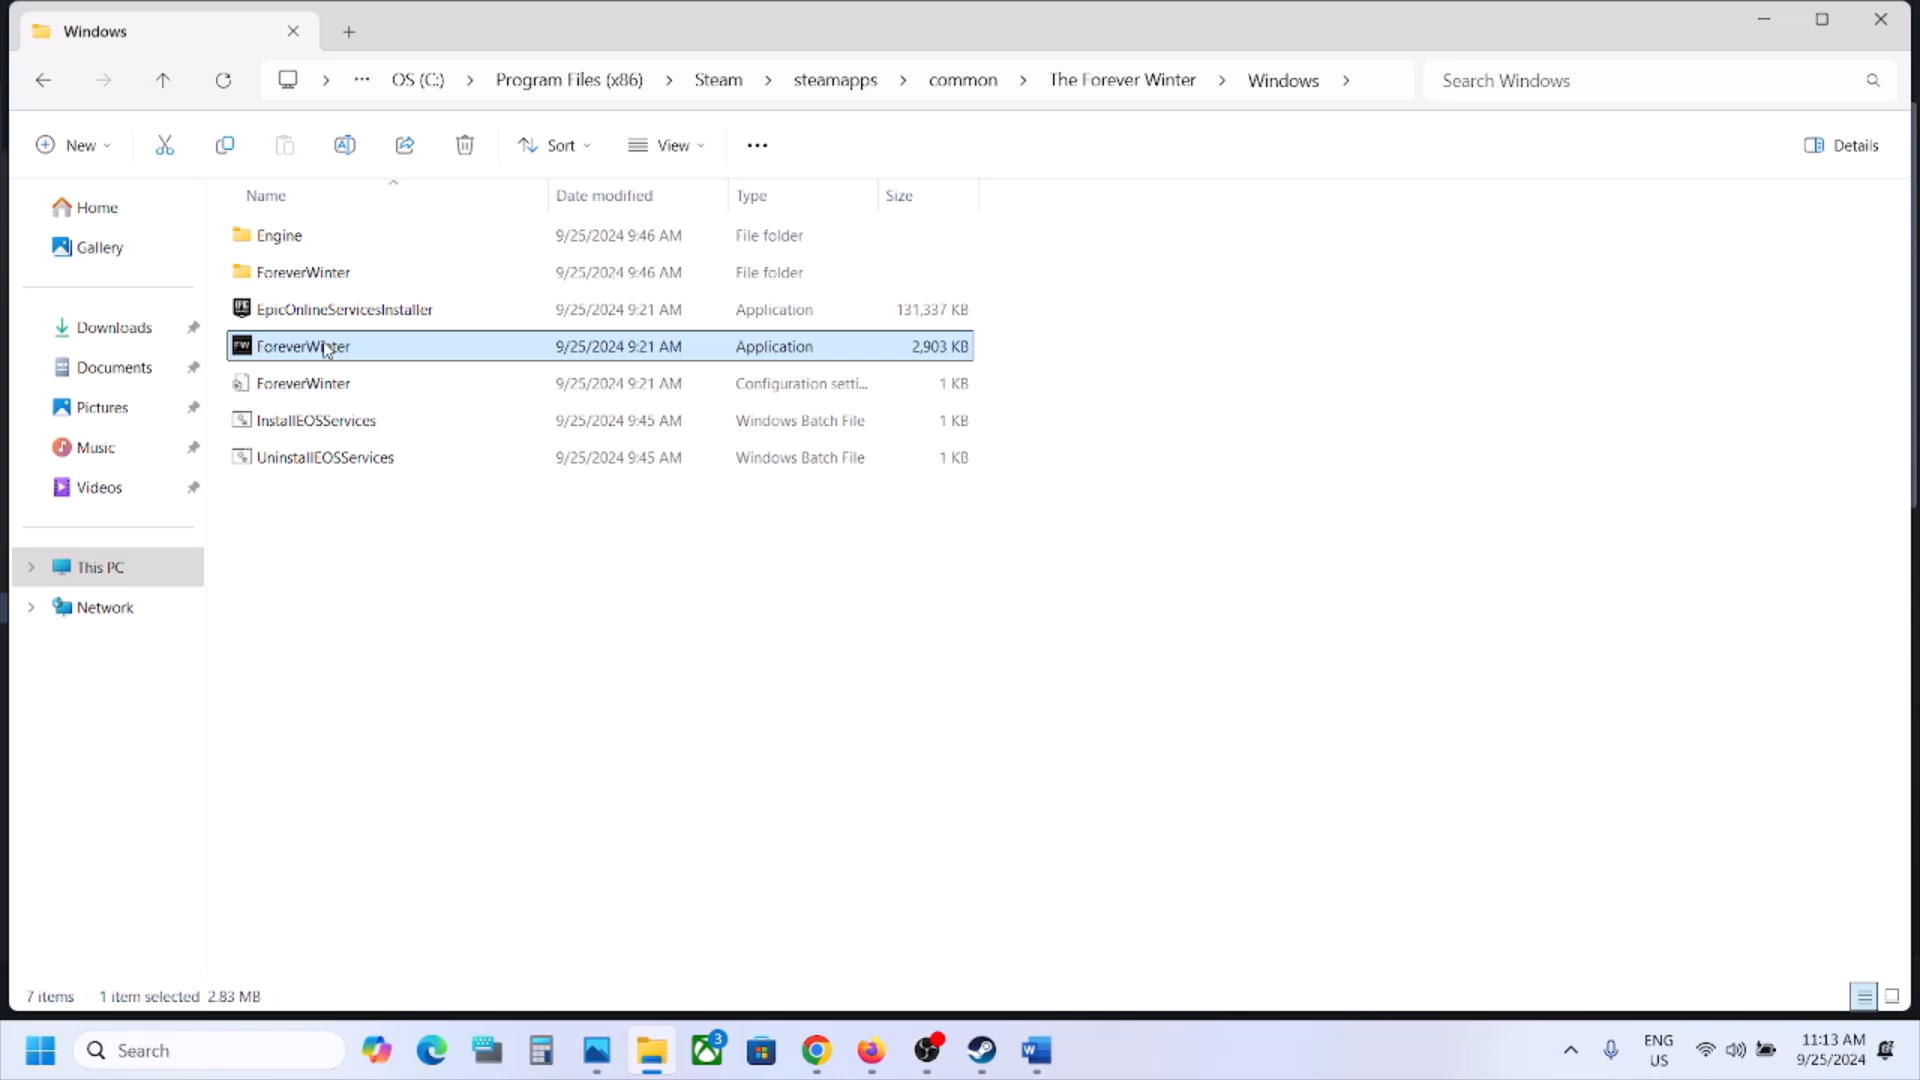 Windows
OS (C:) Program Files (x86) Steam steamapps common The Forever Winter Windows
Search Windows
New Sort View Details
Name Date modified Type Size
Engine 9/25/2024 9:46 AM File folder
ForeverWinter 9/25/2024 9:46 AM File folder
EpicOnlineServicesInstaller 9/25/2024 9:21 AM Application 131,337 KB
ForeverWinter 9/25/2024 9:21 AM Application 2,903 KB
ForeverWinter 9/25/2024 9:21 AM Configuration setti... 1 KB
InstallEOSServices 9/25/2024 9:45 AM Windows Batch File 1 KB
UninstallEOSServices 9/25/2024 9:45 AM Windows Batch File 1 KB
Home
Gallery
Downloads
Documents
Pictures
Music
Videos
This PC
Network
7 items 1 item selected 2.83 MB
Search
3
ENG
US
11:13 AM
9/25/2024